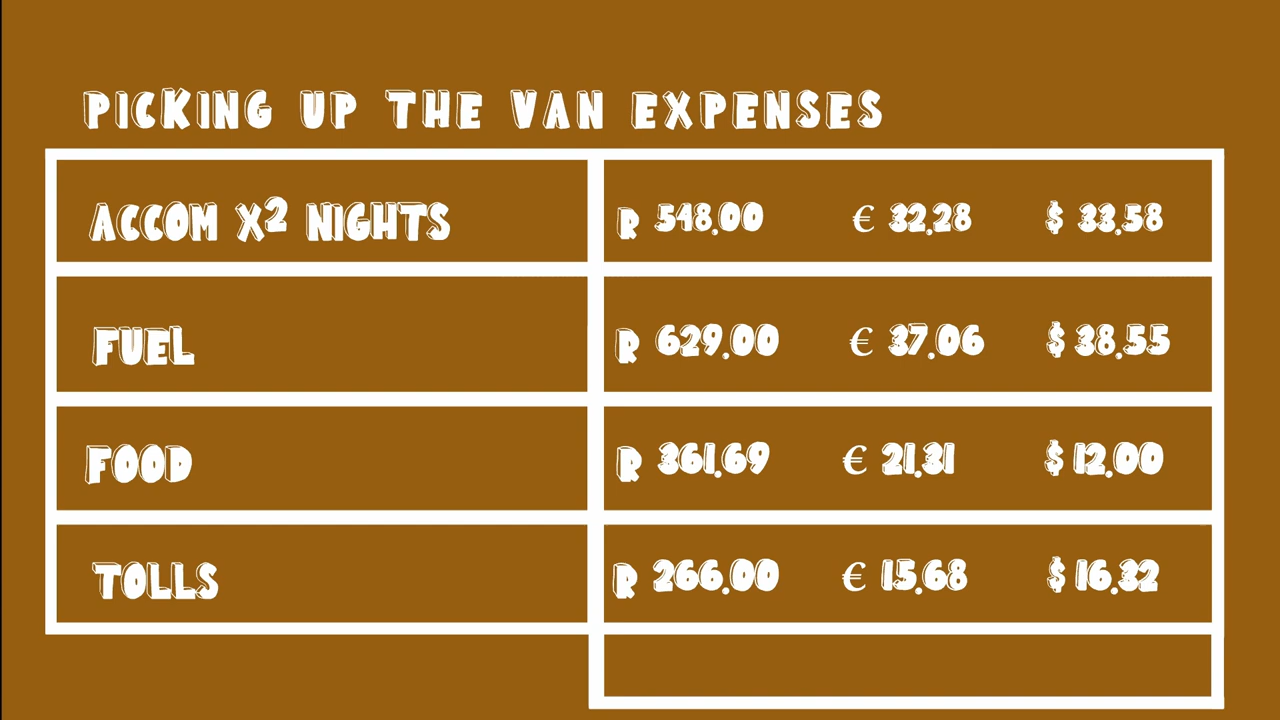 PICKING UP THE VAN EXPENSES
ACCOM X2 NIGHTS R 548.00 € 32.28 $ 33.58
FUEL R 629.00 € 37.06 $ 38.55
FOOD R 361.69 € 21.31 $ 12.00
TOLLS R 266.00 € 15.68 $ 16.32